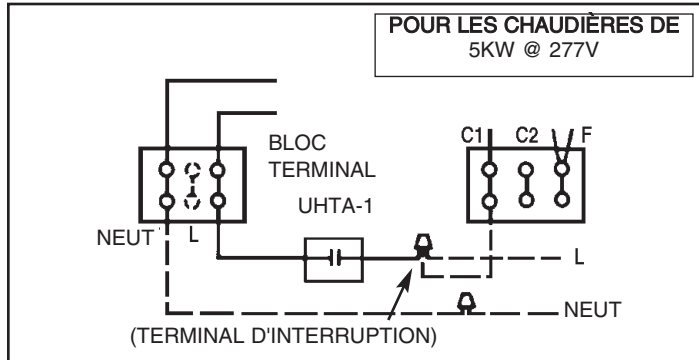 POUR LES CHAUDIÈRES DE
5KW @ 277V
C1 C2 F
BLOC
TERMINAL
UHTA-1
NEUT L
L
NEUT
(TERMINAL D'INTERRUPTION)